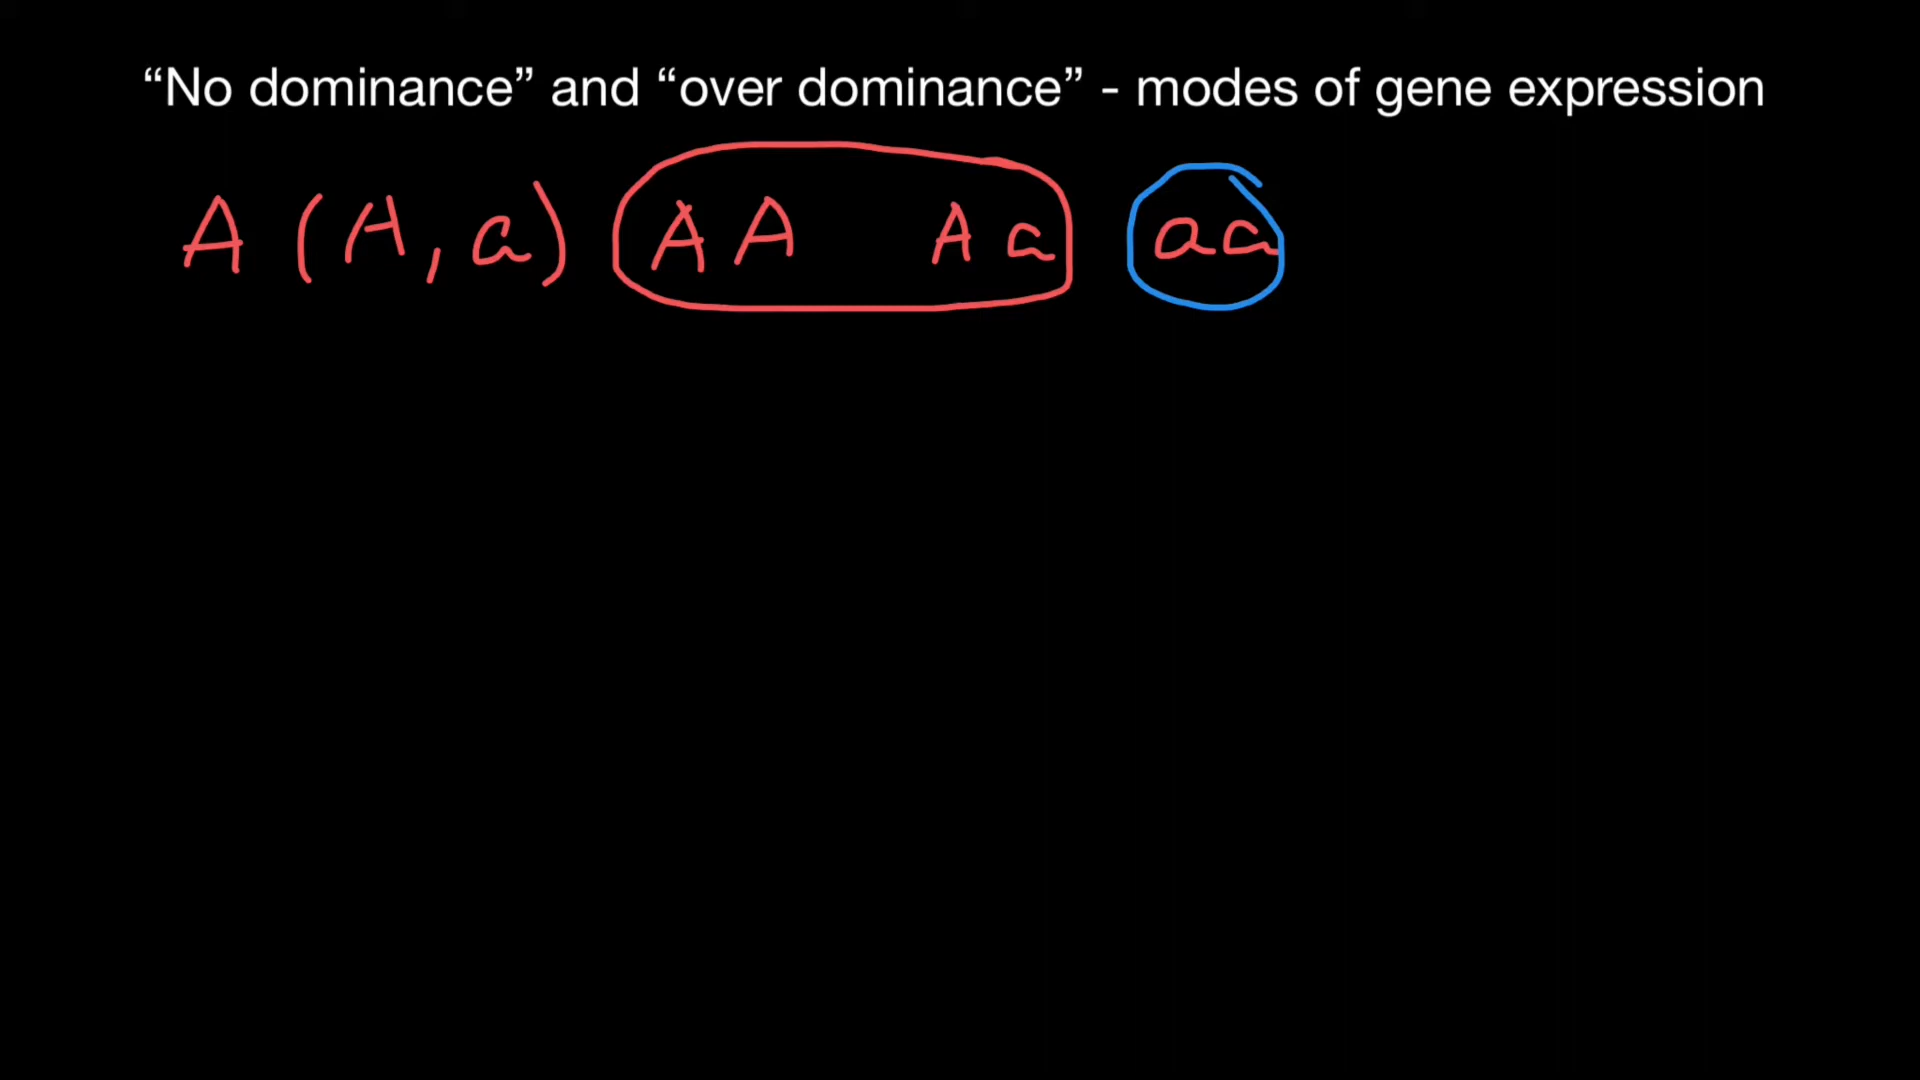 “No dominance” and “over dominance” - modes of gene expression
A (A, a) AA Aa aa